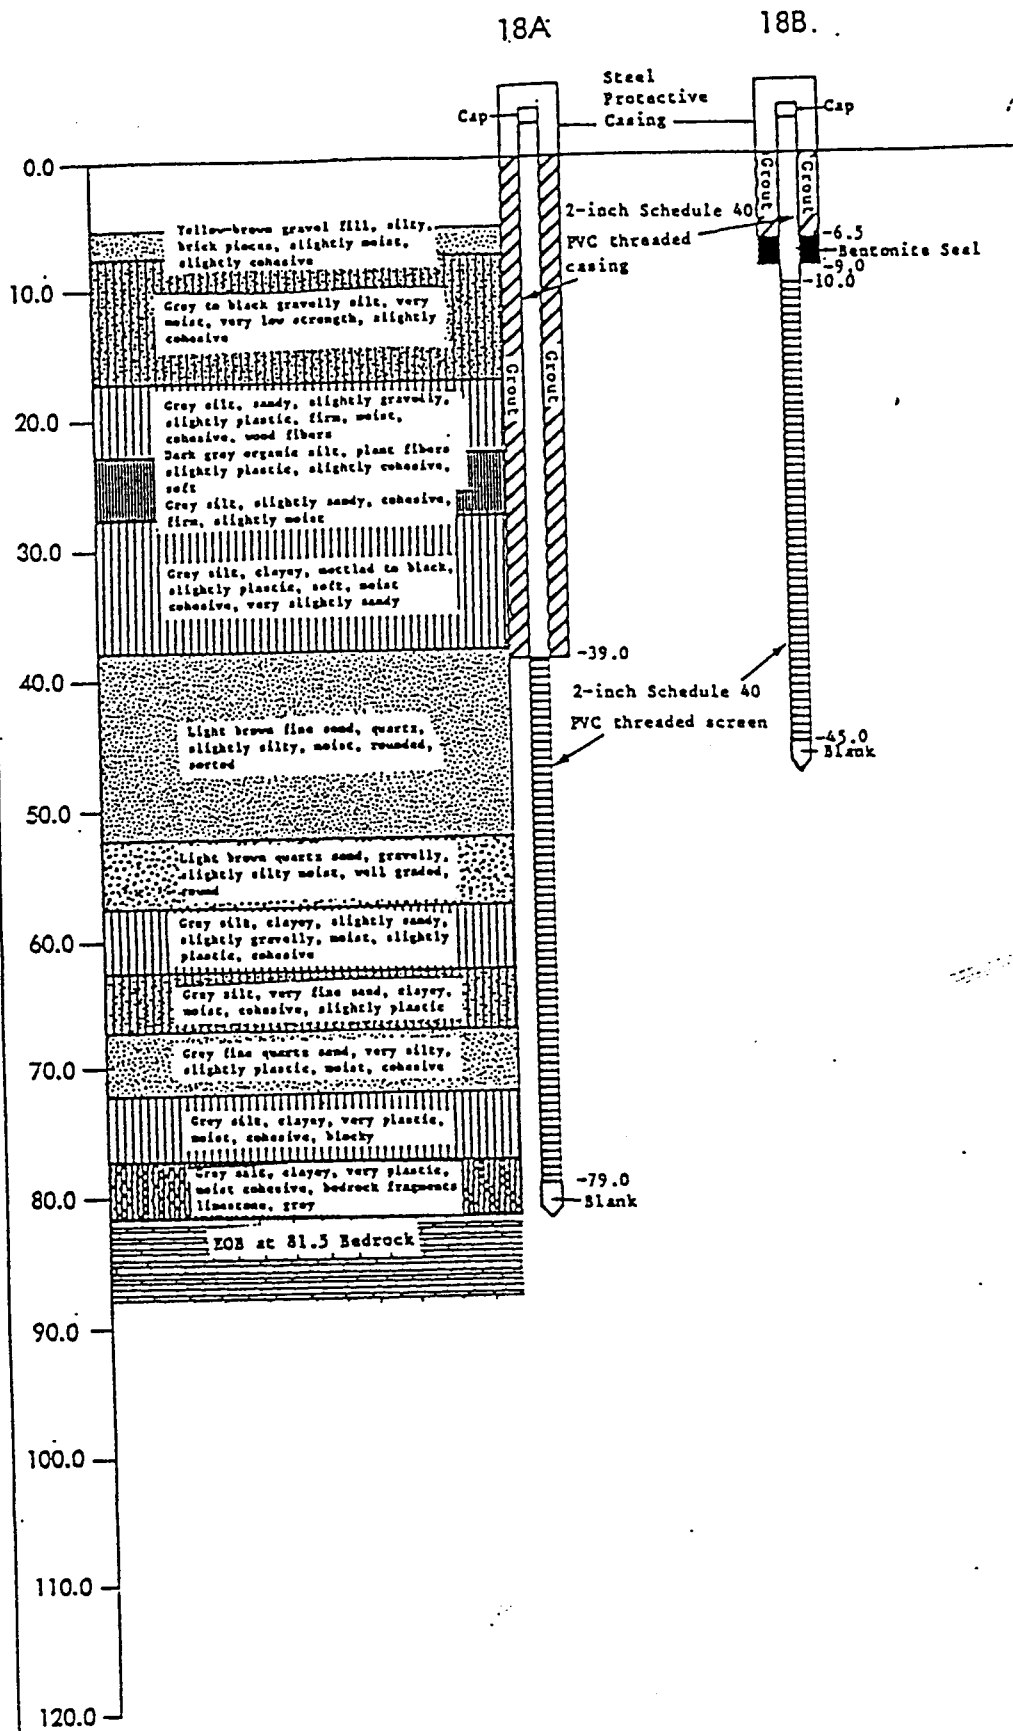 18A
18B.
Steel
Protective
Casing
Cap
Cap
0.0
10.0
20.0
30.0
40.0
50.0
60.0
70.0
80.0
90.0
100.0
110.0
120.0
Yellow-brown gravel fill, silty,
brick pieces, slightly moist,
slightly cohesive
Grey to black gravelly silt, very
moist, very low strength, slightly
cohesive
Grey silt, sandy, slightly gravelly,
slightly plastic, firm, moist,
cohesive, wood fibers
Dark grey organic silt, plant fibers
slightly plastic, slightly cohesive,
soft
Grey silt, slightly sandy, cohesive,
firm, slightly moist
Grey silt, clayey, mottled to black,
slightly plastic, soft, moist
cohesive, very slightly sandy
Light brown fine sand, quartz,
slightly silty, moist, rounded,
sorted
Light brown quartz sand, gravelly,
slightly silty moist, well graded,
round
Grey silt, clayey, slightly sandy,
slightly gravelly, moist, slightly
plastic, cohesive
Grey silt, very fine sand, clayey,
moist, cohesive, slightly plastic
Grey fine quartz sand, very silty,
slightly plastic, moist, cohesive
Grey silt, clayey, very plastic,
moist, cohesive, blocky
Grey silt, clayey, very plastic,
moist cohesive, bedrock fragments
limestone, grey
EOB at 81.5 Bedrock
Grout
Grout
Grout
Grout
2-inch Schedule 40
PVC threaded
casing
-6.5
Bentonite Seal
-9.0
-10.0
-39.0
2-inch Schedule 40
PVC threaded screen
-45.0
Blank
-79.0
Blank